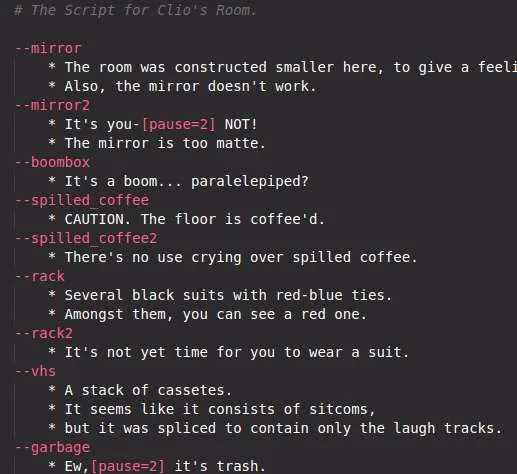 # The Script for Clio's Room.
--mirror
* The room was constructed smaller here, to give a feeli
* Also, the mirror doesn't work.
--mirror2
* It's you-[pause=2] NOT!
* The mirror is too matte.
--boombox
* It's a boom... paralelepiped?
--spilled_coffee
* CAUTION. The floor is coffee'd.
--spilled_coffee2
* There's no use crying over spilled coffee.
--rack
* Several black suits with red-blue ties.
* Amongst them, you can see a red one.
--rack2
* It's not yet time for you to wear a suit.
--vhs
* A stack of cassetes.
* It seems like it consists of sitcoms,
* but it was spliced to contain only the laugh tracks.
--garbage
* Ew,[pause=2] it's trash.